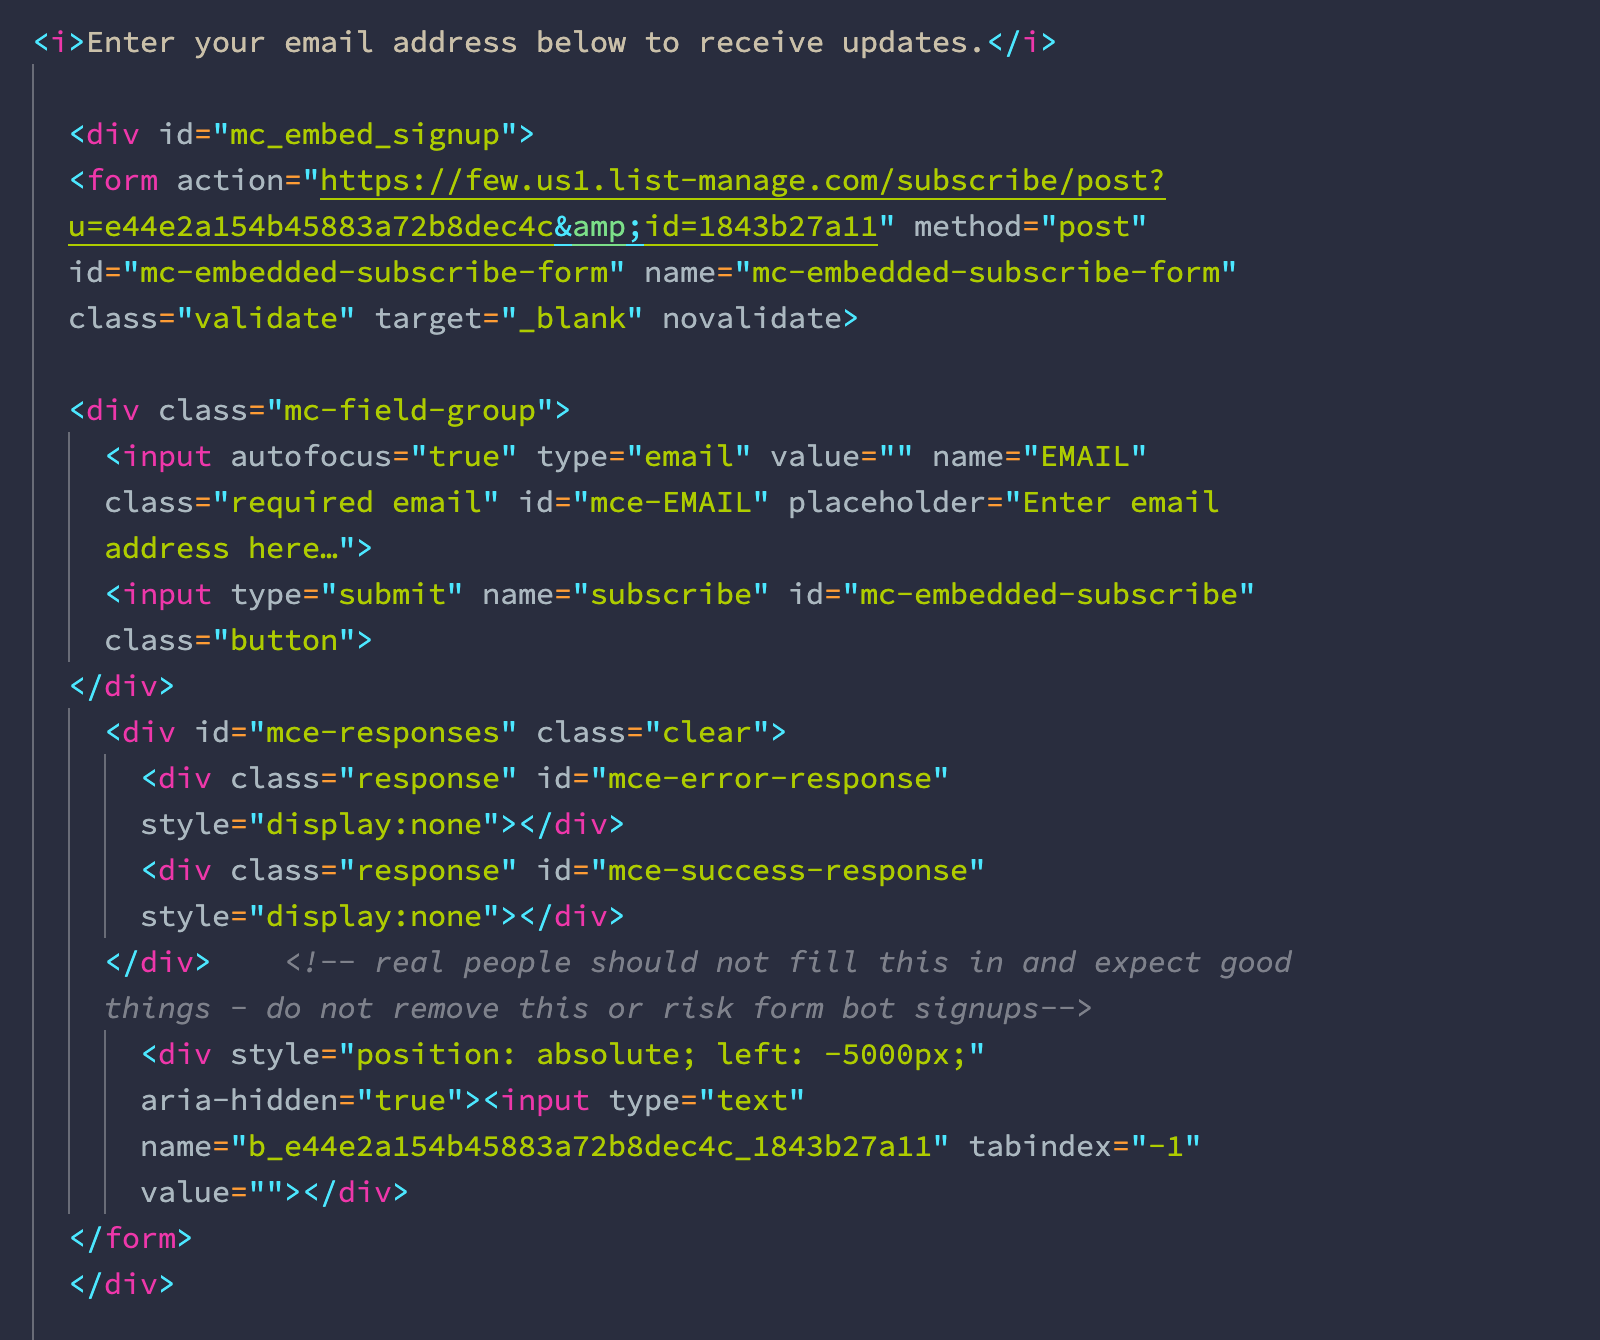 <i>Enter your email address below to receive updates.</i>
<div id="mc_embed_signup">
<form action="https://few.us1.list-manage.com/subscribe/post?
u=e44e2a154b45883a72b8dec4c&amp;id=1843b27a11" method="post"
id="mc-embedded-subscribe-form" name="mc-embedded-subscribe-form"
class="validate" target="_blank" novalidate>
<div class="mc-field-group">
<input autofocus="true" type="email" value="" name="EMAIL"
class="required email" id="mce-EMAIL" placeholder="Enter email
address here…">
<input type="submit" name="subscribe" id="mc-embedded-subscribe"
class="button">
</div>
<div id="mce-responses" class="clear">
<div class="response" id="mce-error-response"
style="display:none"></div>
<div class="response" id="mce-success-response"
style="display:none"></div>
</div>    <!-- real people should not fill this in and expect good
things - do not remove this or risk form bot signups-->
<div style="position: absolute; left: -5000px;"
aria-hidden="true"><input type="text"
name="b_e44e2a154b45883a72b8dec4c_1843b27a11" tabindex="-1"
value=""></div>
</form>
</div>